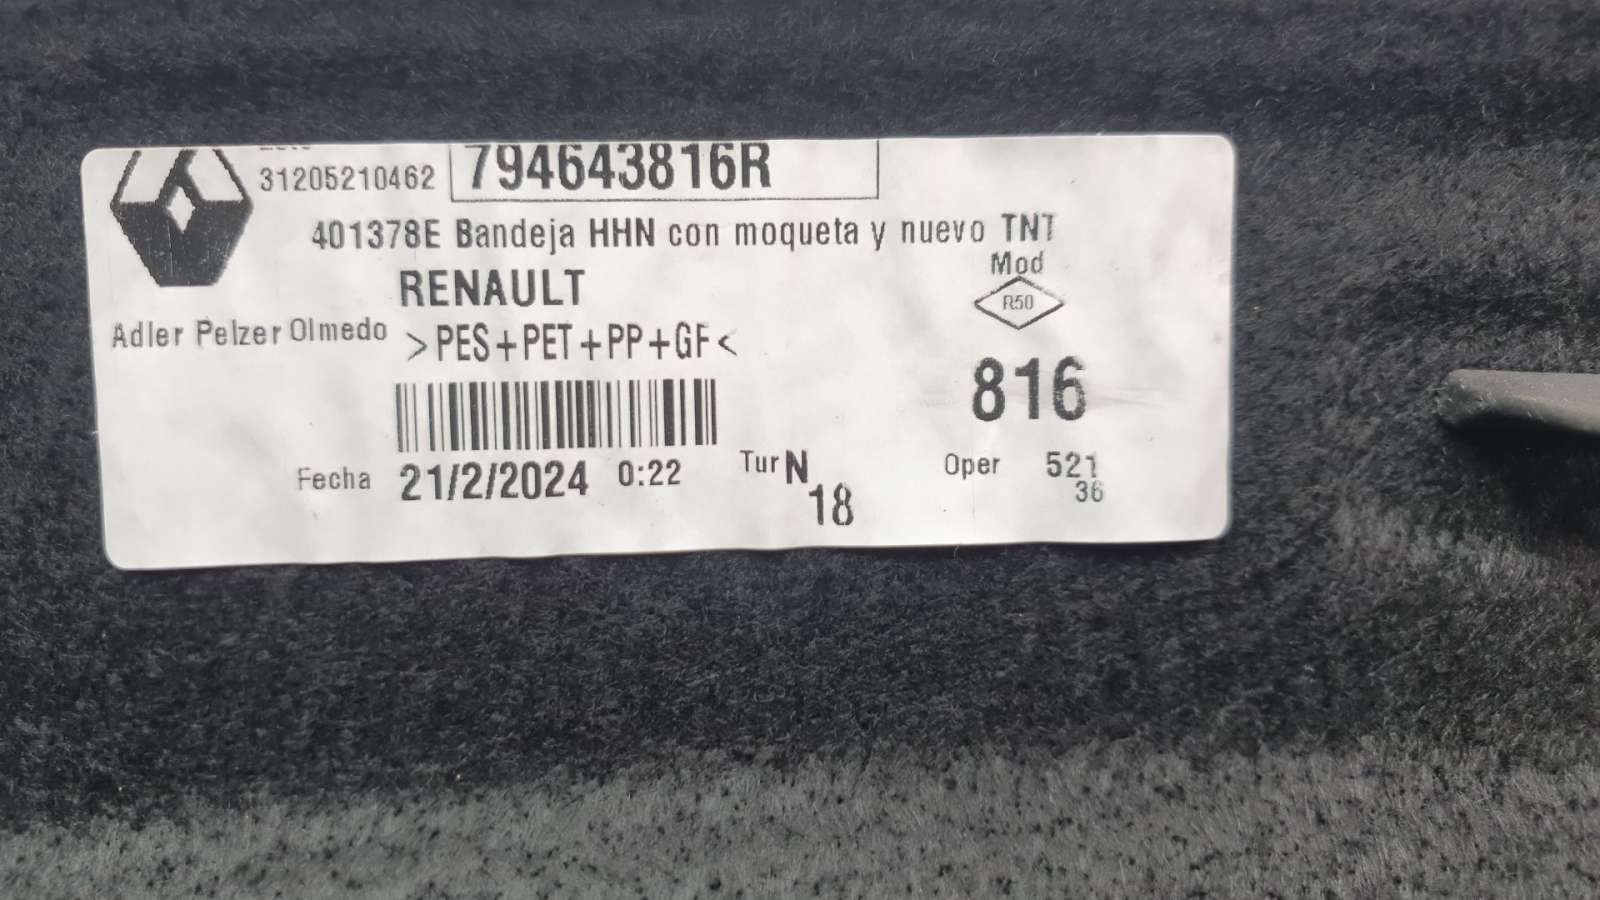 31205210462 794643816R
401378E Bandeja HHN con moqueta y nuevo TNT
RENAULT
Mod
R50
Adler Pelzer Olmedo >PES+PET+PP+GF<
816
Fecha 21/2/2024 0:22 Tur N Oper 521
18 36